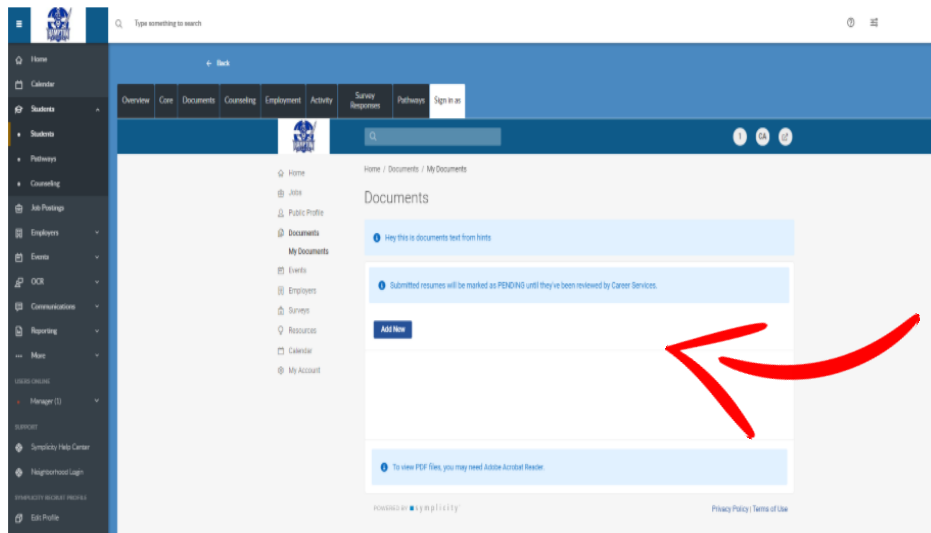 HAMPTON
Type something to search
Home
Calendar
Students
Students
Pathways
Counseling
Job Postings
Employers
Events
OCR
Communications
Reporting
More
USERS ONLINE
Manager (1)
SUPPORT
Symplicity Help Center
Neighborhood Login
SYMPLICITY RECRUIT PROFILE
Edit Profile
Back
Overview
Core
Documents
Counseling
Employment
Activity
Survey
Responses
Pathways
Sign in as
HAMPTON
1
CA
Home
Jobs
Public Profile
Documents
My Documents
Events
Employers
Surveys
Resources
Calendar
My Account
Home / Documents / My Documents
Documents
Hey this is documents text from hints
Submitted resumes will be marked as PENDING until they've been reviewed by Career Services.
Add New
To view PDF files, you may need Adobe Acrobat Reader.
POWERED BY symplicity
Privacy Policy | Terms of Use